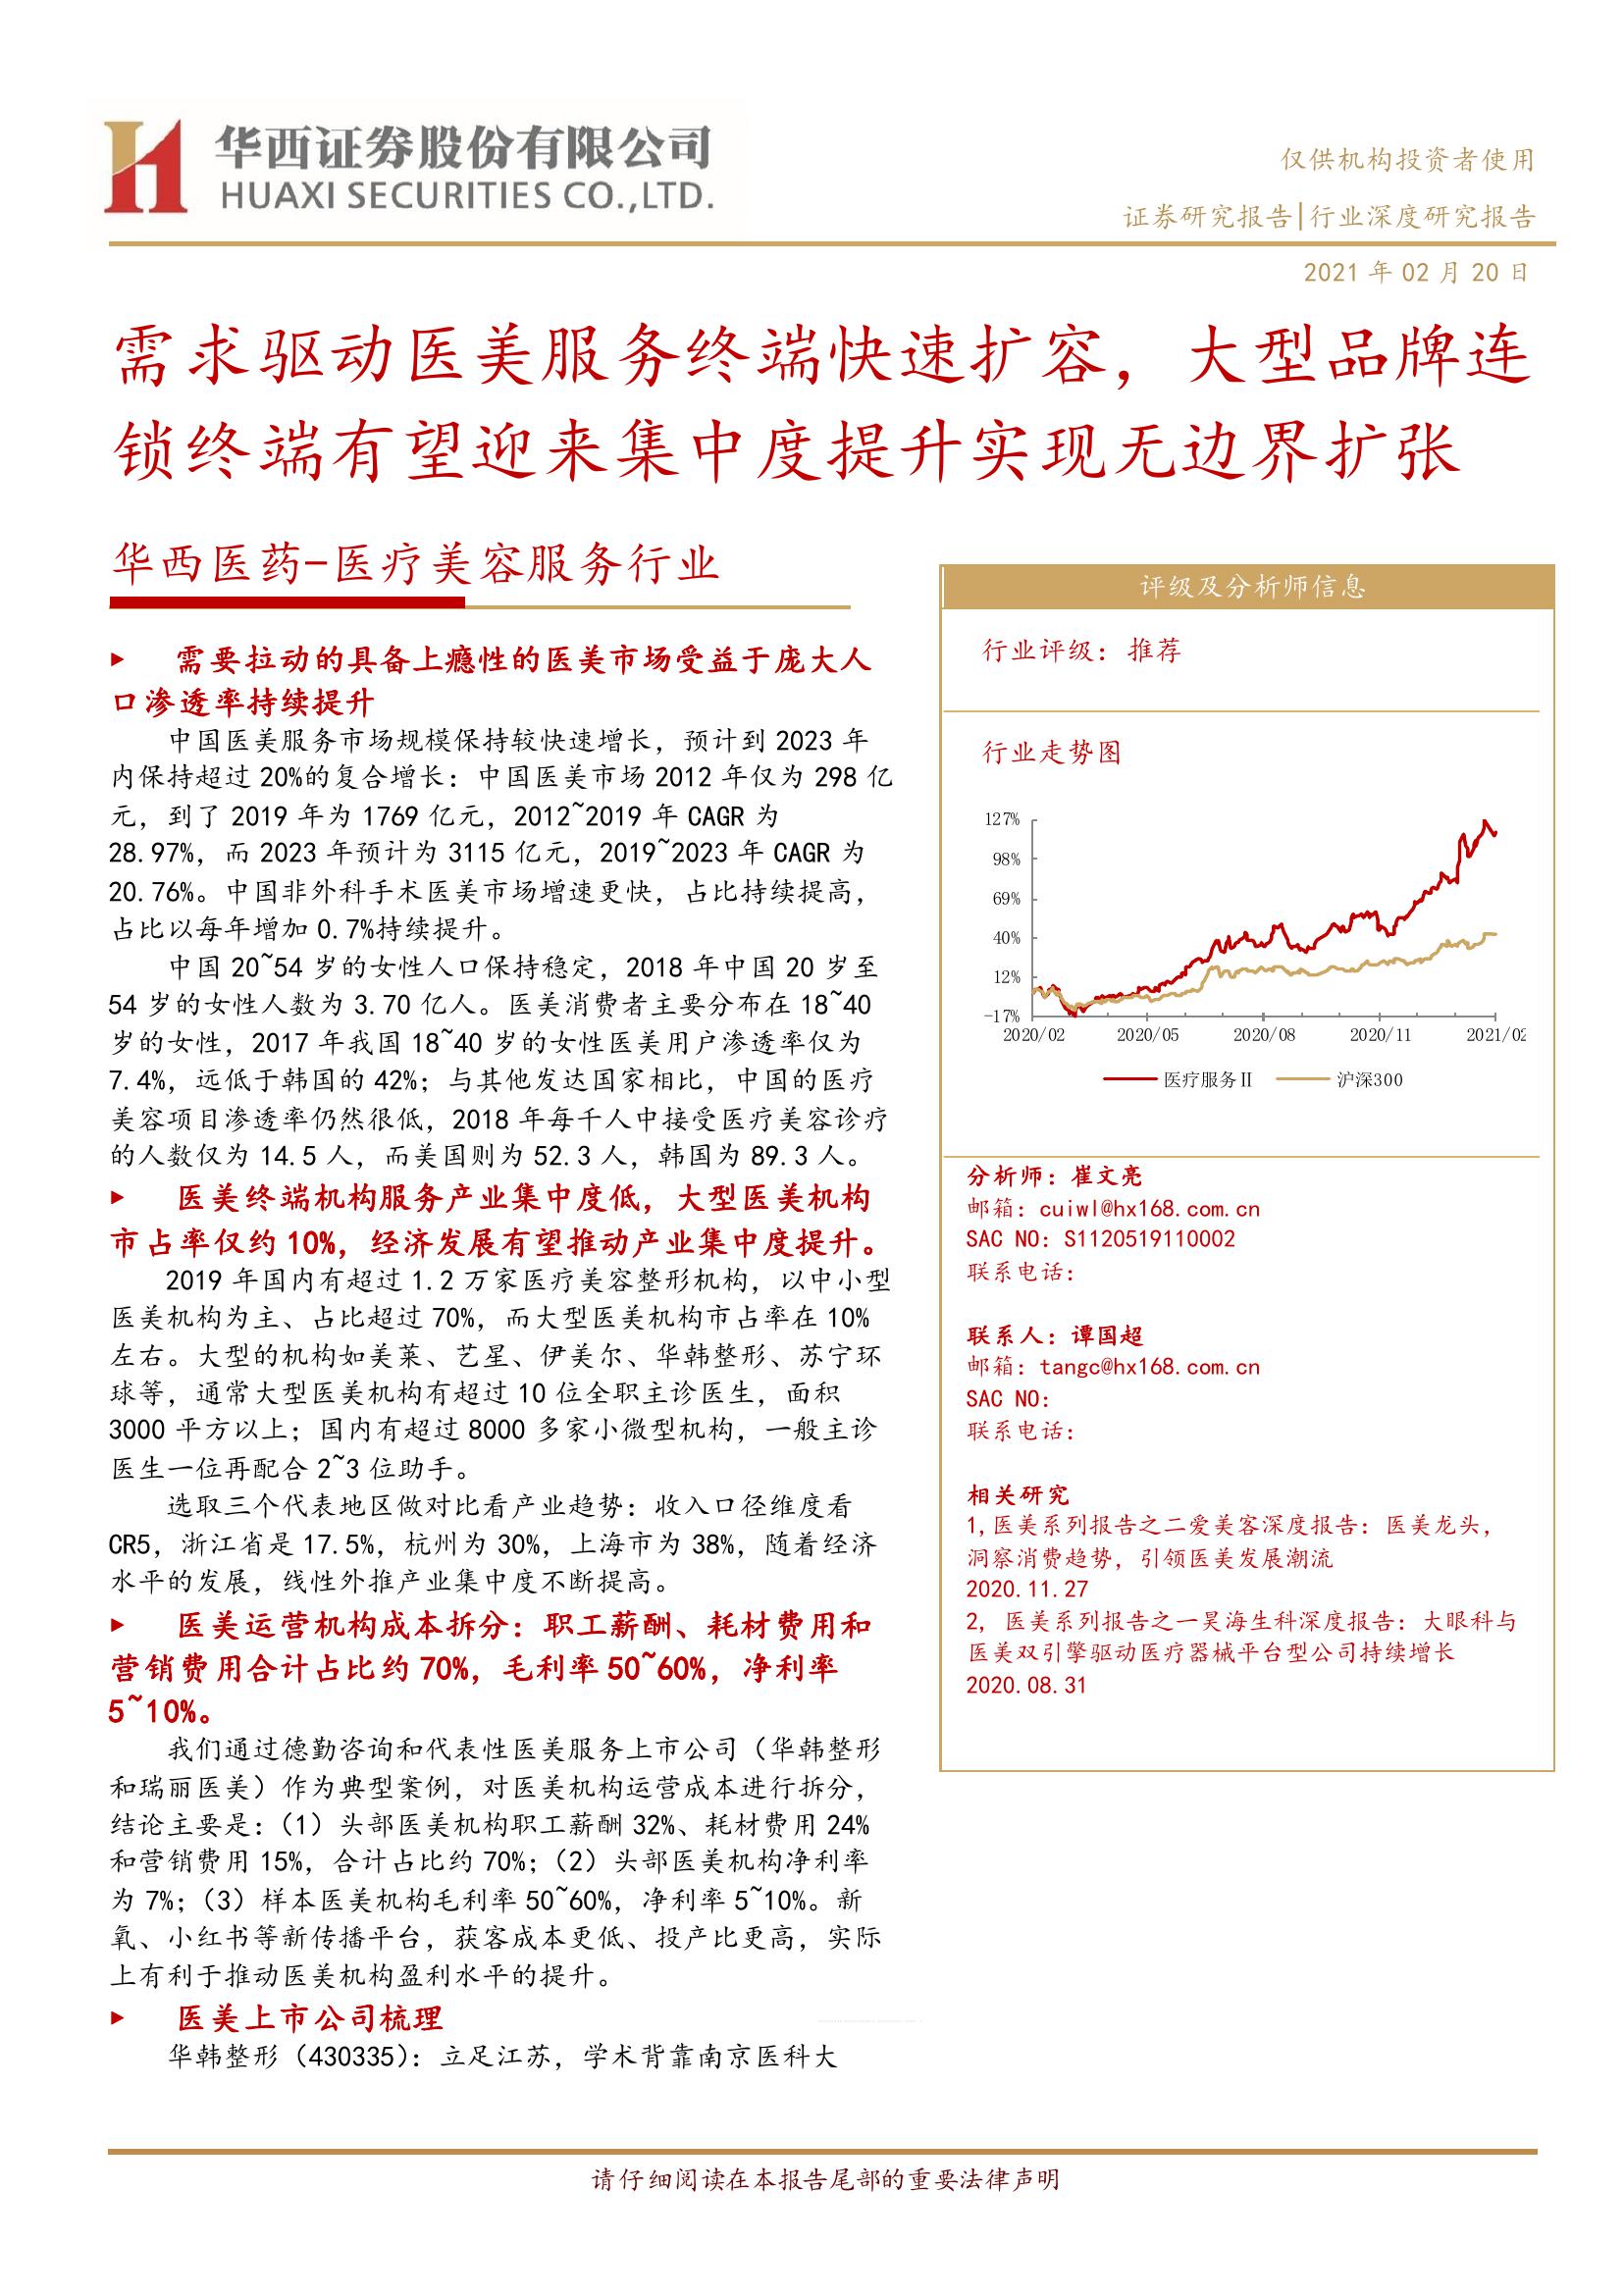 华西证券股份有限公司
HUAXI SECURITIES CO.,LTD.
仅供机构投资者使用
证券研究报告|行业深度研究报告
2021 年 02 月 20 日
需求驱动医美服务终端快速扩容，大型品牌连
锁终端有望迎来集中度提升实现无边界扩张
华西医药-医疗美容服务行业
▶ 需要拉动的具备上瘾性的医美市场受益于庞大人
口渗透率持续提升
中国医美服务市场规模保持较快速增长，预计到 2023 年
内保持超过 20%的复合增长：中国医美市场 2012 年仅为 298 亿
元，到了 2019 年为 1769 亿元，2012~2019 年 CAGR 为
28.97%，而 2023 年预计为 3115 亿元，2019~2023 年 CAGR 为
20.76%。中国非外科手术医美市场增速更快，占比持续提高，
占比以每年增加 0.7%持续提升。
中国 20~54 岁的女性人口保持稳定，2018 年中国 20 岁至
54 岁的女性人数为 3.70 亿人。医美消费者主要分布在 18~40
岁的女性，2017 年我国 18~40 岁的女性医美用户渗透率仅为
7.4%，远低于韩国的 42%；与其他发达国家相比，中国的医疗
美容项目渗透率仍然很低，2018 年每千人中接受医疗美容诊疗
的人数仅为 14.5 人，而美国则为 52.3 人，韩国为 89.3 人。
▶ 医美终端机构服务产业集中度低，大型医美机构
市占率仅约 10%，经济发展有望推动产业集中度提升。
2019 年国内有超过 1.2 万家医疗美容整形机构，以中小型
医美机构为主、占比超过 70%，而大型医美机构市占率在 10%
左右。大型的机构如美莱、艺星、伊美尔、华韩整形、苏宁环
球等，通常大型医美机构有超过 10 位全职主诊医生，面积
3000 平方以上；国内有超过 8000 多家小微型机构，一般主诊
医生一位再配合 2~3 位助手。
选取三个代表地区做对比看产业趋势：收入口径维度看
CR5，浙江省是 17.5%，杭州为 30%，上海市为 38%，随着经济
水平的发展，线性外推产业集中度不断提高。
▶ 医美运营机构成本拆分：职工薪酬、耗材费用和
营销费用合计占比约 70%，毛利率 50~60%，净利率
5~10%。
我们通过德勤咨询和代表性医美服务上市公司（华韩整形
和瑞丽医美）作为典型案例，对医美机构运营成本进行拆分，
结论主要是：（1）头部医美机构职工薪酬 32%、耗材费用 24%
和营销费用 15%，合计占比约 70%；（2）头部医美机构净利率
为 7%；（3）样本医美机构毛利率 50~60%，净利率 5~10%。新
氧、小红书等新传播平台，获客成本更低、投产比更高，实际
上有利于推动医美机构盈利水平的提升。
▶ 医美上市公司梳理
华韩整形（430335）：立足江苏，学术背靠南京医科大
评级及分析师信息
行业评级： 推荐
行业走势图
127%
98%
69%
40%
12%
-17%
2020/02 2020/05 2020/08 2020/11 2021/02
医疗服务Ⅱ 沪深300
分析师：崔文亮
邮箱：cuiwl@hx168.com.cn
SAC NO：S1120519110002
联系电话：
联系人：谭国超
邮箱：tangc@hx168.com.cn
SAC NO：
联系电话：
相关研究
1,医美系列报告之二爱美客深度报告：医美龙头，
洞察消费趋势，引领医美发展潮流
2020.11.27
2, 医美系列报告之一昊海生科深度报告：大眼科与
医美双引擎驱动医疗器械平台型公司持续增长
2020.08.31
请仔细阅读在本报告尾部的重要法律声明